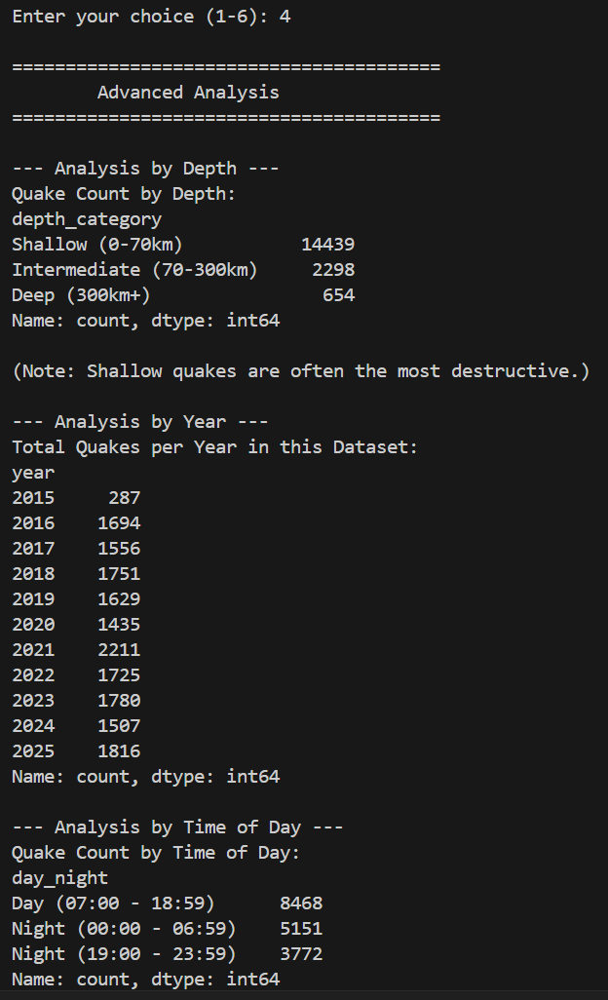 Enter your choice (1-6): 4
========================================
Advanced Analysis
========================================
--- Analysis by Depth ---
Quake Count by Depth:
depth_category
Shallow (0-70km)           14439
Intermediate (70-300km)     2298
Deep (300km+)                654
Name: count, dtype: int64
(Note: Shallow quakes are often the most destructive.)
--- Analysis by Year ---
Total Quakes per Year in this Dataset:
year
2015     287
2016    1694
2017    1556
2018    1751
2019    1629
2020    1435
2021    2211
2022    1725
2023    1780
2024    1507
2025    1816
Name: count, dtype: int64
--- Analysis by Time of Day ---
Quake Count by Time of Day:
day_night
Day (07:00 - 18:59)      8468
Night (00:00 - 06:59)    5151
Night (19:00 - 23:59)    3772
Name: count, dtype: int64